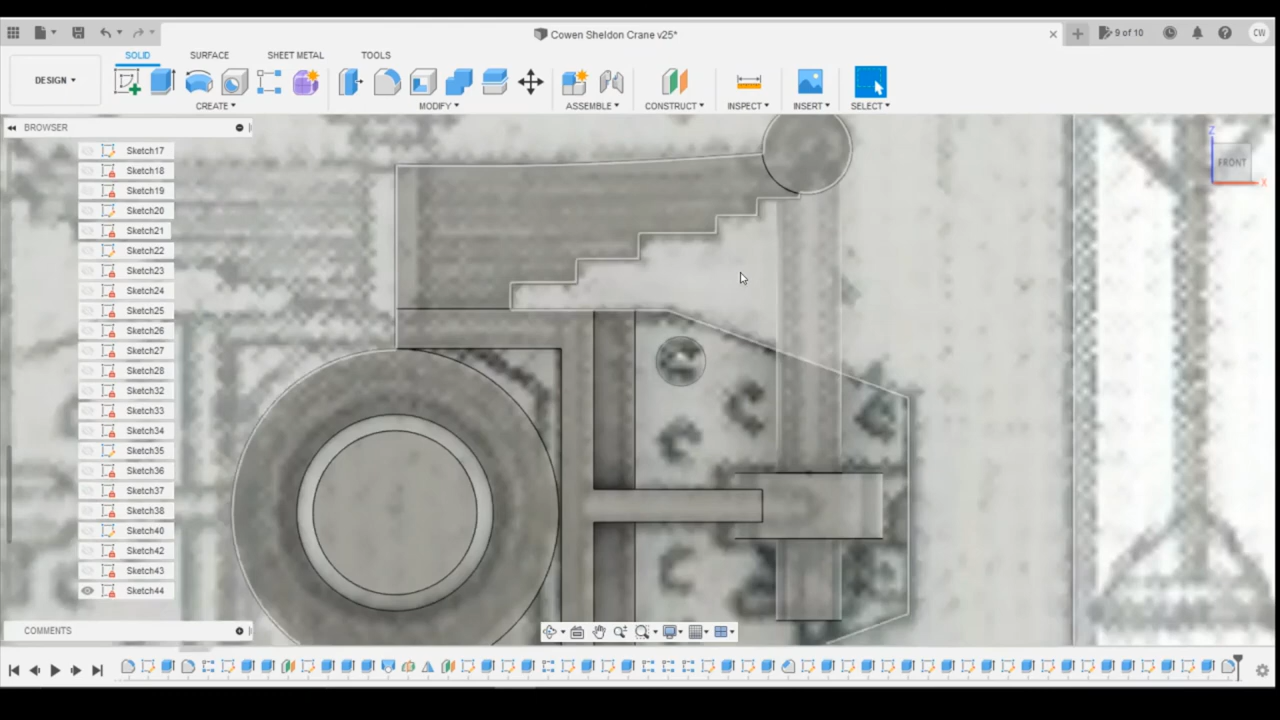 Cowen Sheldon Crane v25*
9 of 10
CW
DESIGN
SOLID
SURFACE
SHEET METAL
TOOLS
CREATE
MODIFY
ASSEMBLE
CONSTRUCT
INSPECT
INSERT
SELECT
BROWSER
Z
FRONT
X
Sketch17
Sketch18
Sketch19
Sketch20
Sketch21
Sketch22
Sketch23
Sketch24
Sketch25
Sketch26
Sketch27
Sketch28
Sketch32
Sketch33
Sketch34
Sketch35
Sketch36
Sketch37
Sketch38
Sketch40
Sketch42
Sketch43
Sketch44
COMMENTS